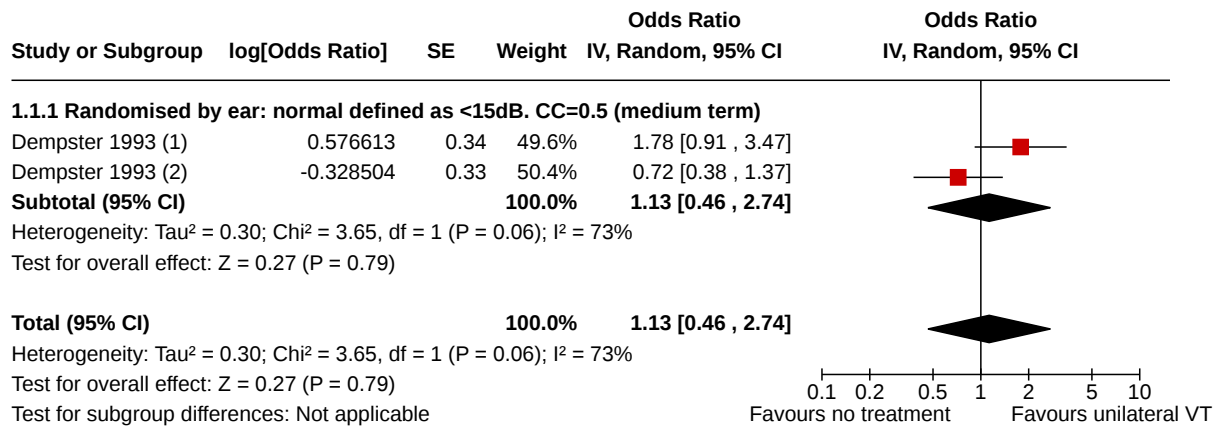 Odds Ratio Odds Ratio
Study or Subgroup log[Odds Ratio] SE Weight IV, Random, 95% CI IV, Random, 95% CI
1.1.1 Randomised by ear: normal defined as <15dB. CC=0.5 (medium term)
Dempster 1993 (1) 0.576613 0.34 49.6% 1.78 [0.91 , 3.47]
Dempster 1993 (2) -0.328504 0.33 50.4% 0.72 [0.38 , 1.37]
Subtotal (95% CI) 100.0% 1.13 [0.46 , 2.74]
Heterogeneity: Tau² = 0.30; Chi² = 3.65, df = 1 (P = 0.06); I² = 73%
Test for overall effect: Z = 0.27 (P = 0.79)
Total (95% CI) 100.0% 1.13 [0.46 , 2.74]
Heterogeneity: Tau² = 0.30; Chi² = 3.65, df = 1 (P = 0.06); I² = 73%
Test for overall effect: Z = 0.27 (P = 0.79) 0.1 0.2 0.5 1 2 5 10
Test for subgroup differences: Not applicable Favours no treatment Favours unilateral VT